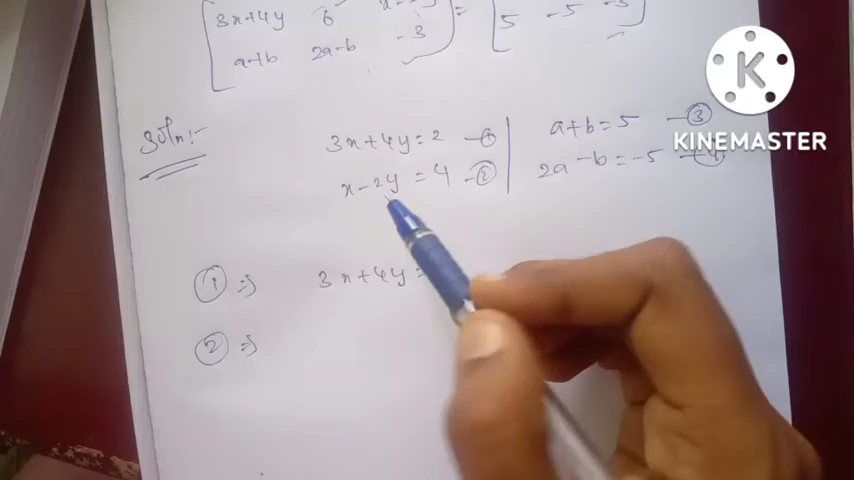 3x+4y 6 = 5 -5 -3
a+b 2a-b -3
Soln:-
3x+4y=2 -① a+b=5 -③
x-2y=4 -② 2a-b=-5 -④
① ⇒ 3x+4y=
② ⇒
K
KINEMASTER